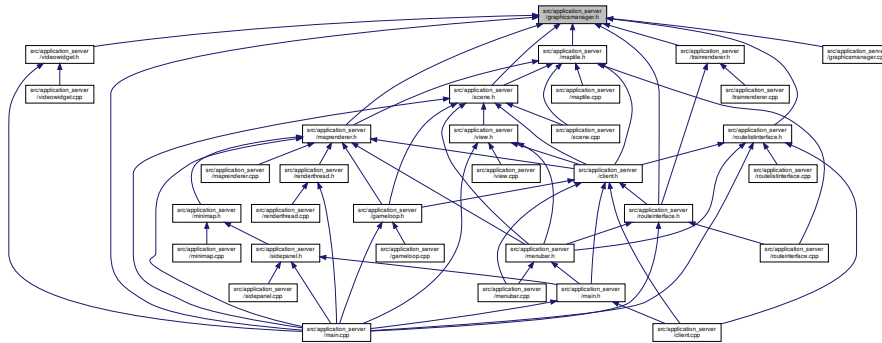 src/application_server
/graphicsmanager.h
src/application_server
/videowidget.h
src/application_server
/maptile.h
src/application_server
/trainrenderer.h
src/application_server
/graphicsmanager.cpp
src/application_server
/videowidget.cpp
src/application_server
/scene.h
src/application_server
/maptile.cpp
src/application_server
/trainrenderer.cpp
src/application_server
/maprenderer.h
src/application_server
/view.h
src/application_server
/scene.cpp
src/application_server
/routelistinterface.h
src/application_server
/maprenderer.cpp
src/application_server
/renderthread.h
src/application_server
/view.cpp
src/application_server
/client.h
src/application_server
/routelistinterface.cpp
src/application_server
/minimap.h
src/application_server
/renderthread.cpp
src/application_server
/gameloop.h
src/application_server
/routeinterface.h
src/application_server
/minimap.cpp
src/application_server
/sidepanel.h
src/application_server
/gameloop.cpp
src/application_server
/menubar.h
src/application_server
/routeinterface.cpp
src/application_server
/sidepanel.cpp
src/application_server
/menubar.cpp
src/application_server
/main.h
src/application_server
/main.cpp
src/application_server
/client.cpp